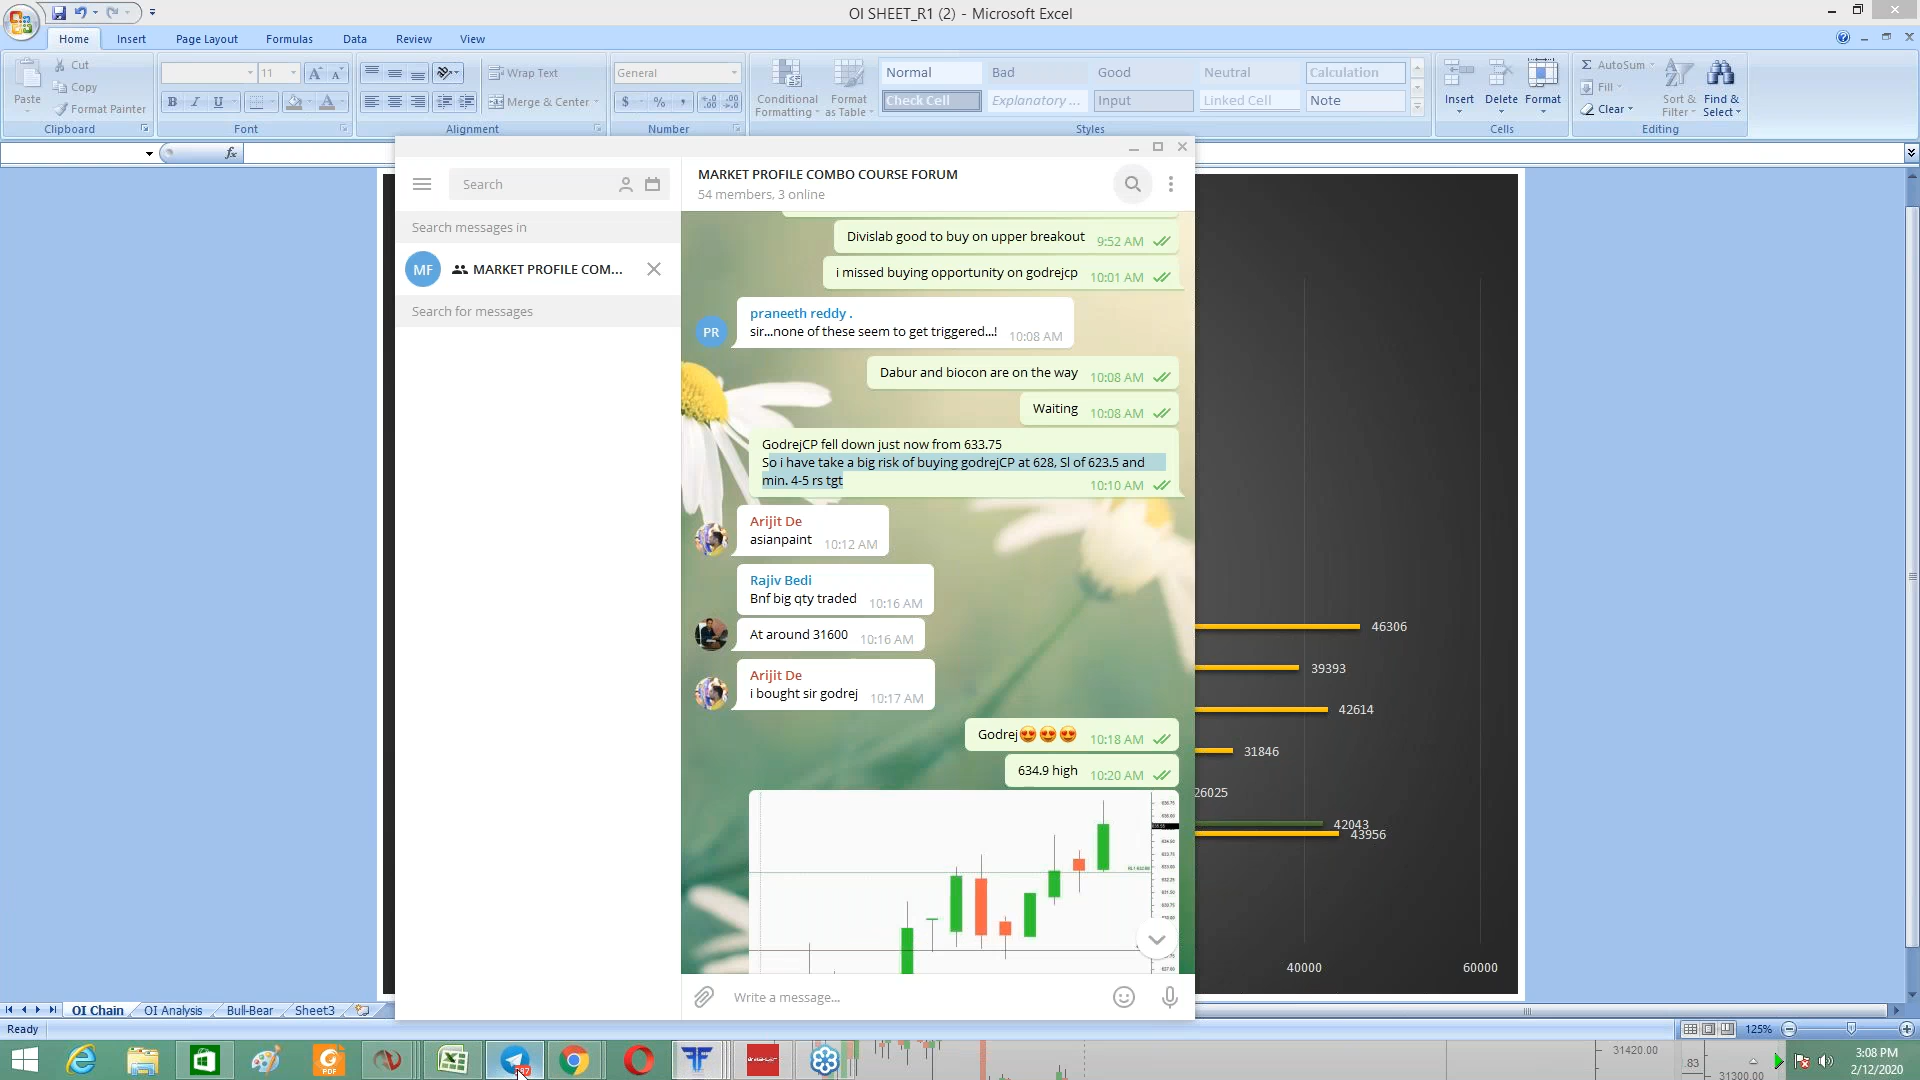 OI SHEET_R1 (2) - Microsoft Excel
Home Insert Page Layout Formulas Data Review View
Cut
Copy
Format Painter
Paste
Clipboard
11
B I U
Font
Wrap Text
Merge & Center
Alignment
General
$ % ,
Number
Conditional Formatting
Format as Table
Normal Bad Good Neutral Calculation
Check Cell Explanatory ... Input Linked Cell Note
Styles
Insert Delete Format
Cells
Σ AutoSum
Fill
Clear
Sort & Filter
Find & Select
Editing
fx
Search
Search messages in
MF MARKET PROFILE COM...
Search for messages
MARKET PROFILE COMBO COURSE FORUM
54 members, 3 online
Divislab good to buy on upper breakout 9:52 AM
i missed buying opportunity on godrejcp 10:01 AM
PR
praneeth reddy .
sir...none of these seem to get triggered...! 10:08 AM
Dabur and biocon are on the way 10:08 AM
Waiting 10:08 AM
GodrejCP fell down just now from 633.75
So i have take a big risk of buying godrejCP at 628, Sl of 623.5 and
min. 4-5 rs tgt 10:10 AM
Arijit De
asianpaint 10:12 AM
Rajiv Bedi
Bnf big qty traded 10:16 AM
At around 31600 10:16 AM
Arijit De
i bought sir godrej 10:17 AM
Godrej😍😍😍 10:18 AM
634.9 high 10:20 AM
Write a message...
46306
39393
42614
31846
26025
42043
43956
40000 60000
OI Chain OI Analysis Bull-Bear Sheet3
Ready
125%
31420.00
31300.00
.83
3:08 PM
2/12/2020